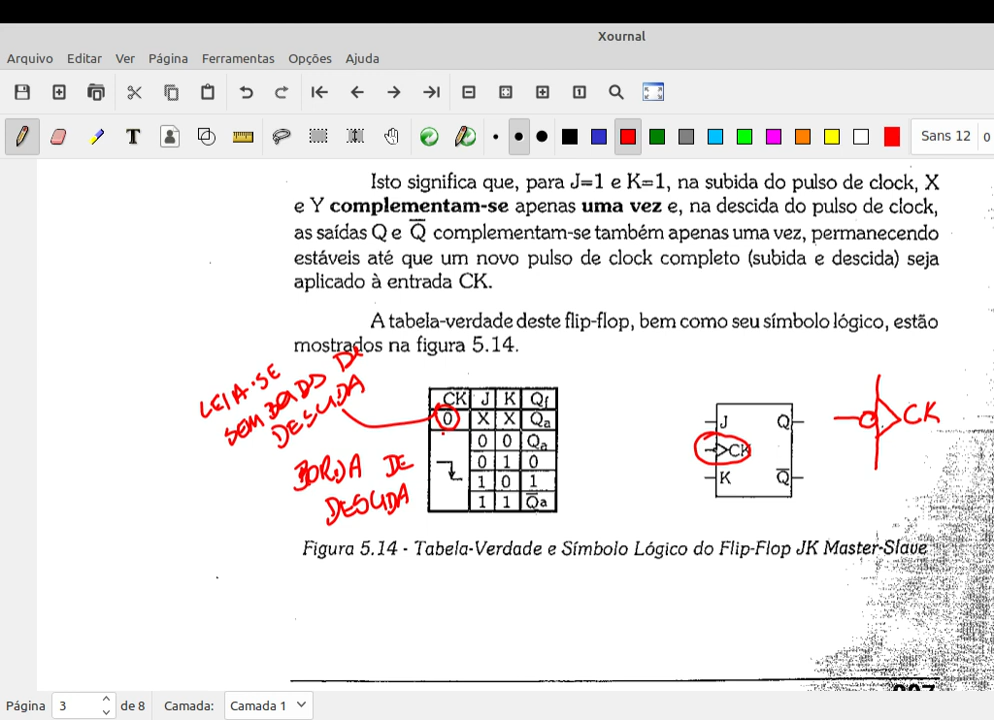 Xournal
Arquivo Editar Ver Página Ferramentas Opções Ajuda
T Sans 12 0
Isto significa que, para J=1 e K=1, na subida do pulso de clock, X
e Y complementam-se apenas uma vez e, na descida do pulso de clock,
as saídas Q e Q̅ complementam-se também apenas uma vez, permanecendo
estáveis até que um novo pulso de clock completo (subida e descida) seja
aplicado à entrada CK.
A tabela-verdade deste flip-flop, bem como seu símbolo lógico, estão
mostrados na figura 5.14.
LEIA-SE
SEM BORDO DE
DESCIDA
BORDA DE
DESCIDA
CK J K Qf
0 X X Qa
0 0 Qa
0 1 0
1 0 1
1 1 Q̅a
J Q
CK
K Q̅
CK
Figura 5.14 - Tabela-Verdade e Símbolo Lógico do Flip-Flop JK Master-Slave
Página 3 de 8 Camada: Camada 1